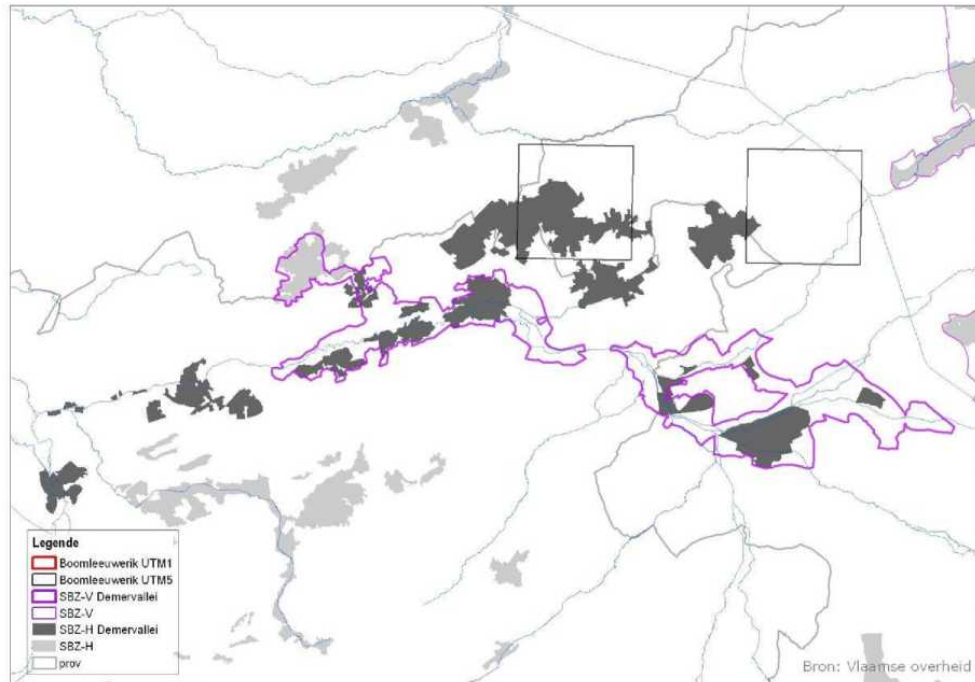 Legende
Boomleeuwerik UTM1
Boomleeuwerik UTM5
SBZ-V Demervallei
SBZ-V
SBZ-H Demervallei
SBZ-H
prov
Bron: Vlaamse overheid